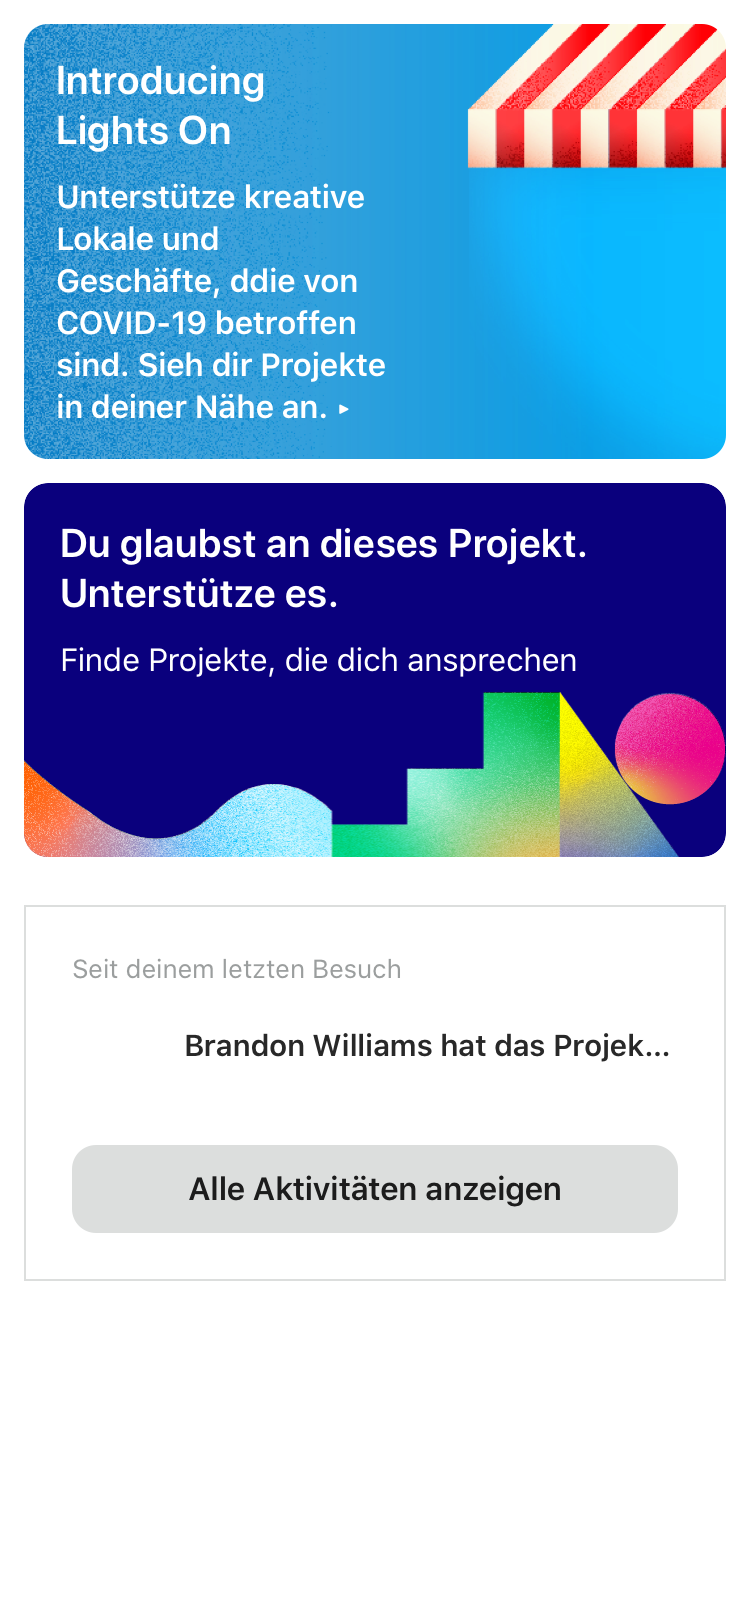 Introducing
Lights On
Unterstütze kreative
Lokale und
Geschäfte, ddie von
COVID-19 betroffen
sind. Sieh dir Projekte
in deiner Nähe an. ▸
Du glaubst an dieses Projekt.
Unterstütze es.
Finde Projekte, die dich ansprechen
Seit deinem letzten Besuch
Brandon Williams hat das Projek...
Alle Aktivitäten anzeigen